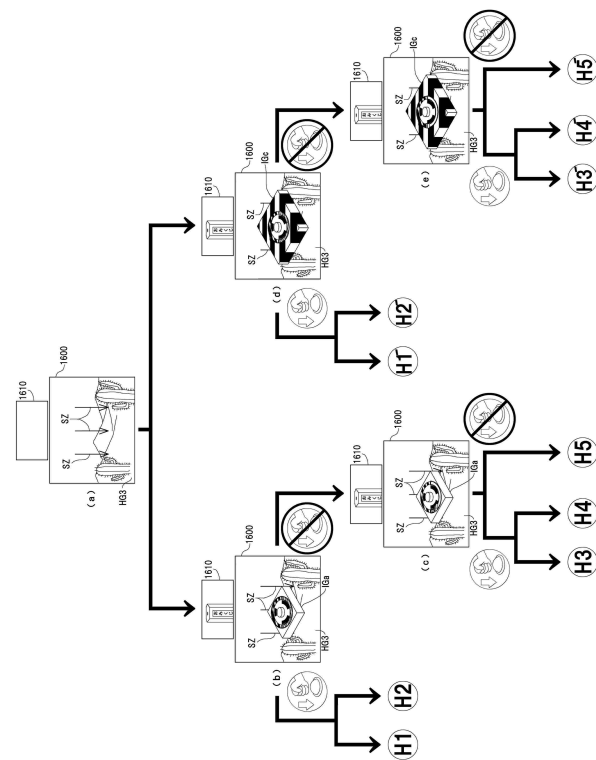 1610
1600
SZ
SZ
(a)
HG3
1610
1600
SZ
SZ
IGa
(b)
HG3
1610
1600
SZ
SZ
IGc
(d)
HG3
H1
H2
1610
1600
SZ
SZ
IGa
(c)
HG3
H3
H4
H5
H1'
H2'
1610
1600
SZ
SZ
IGc
(e)
HG3
H3'
H4'
H5'